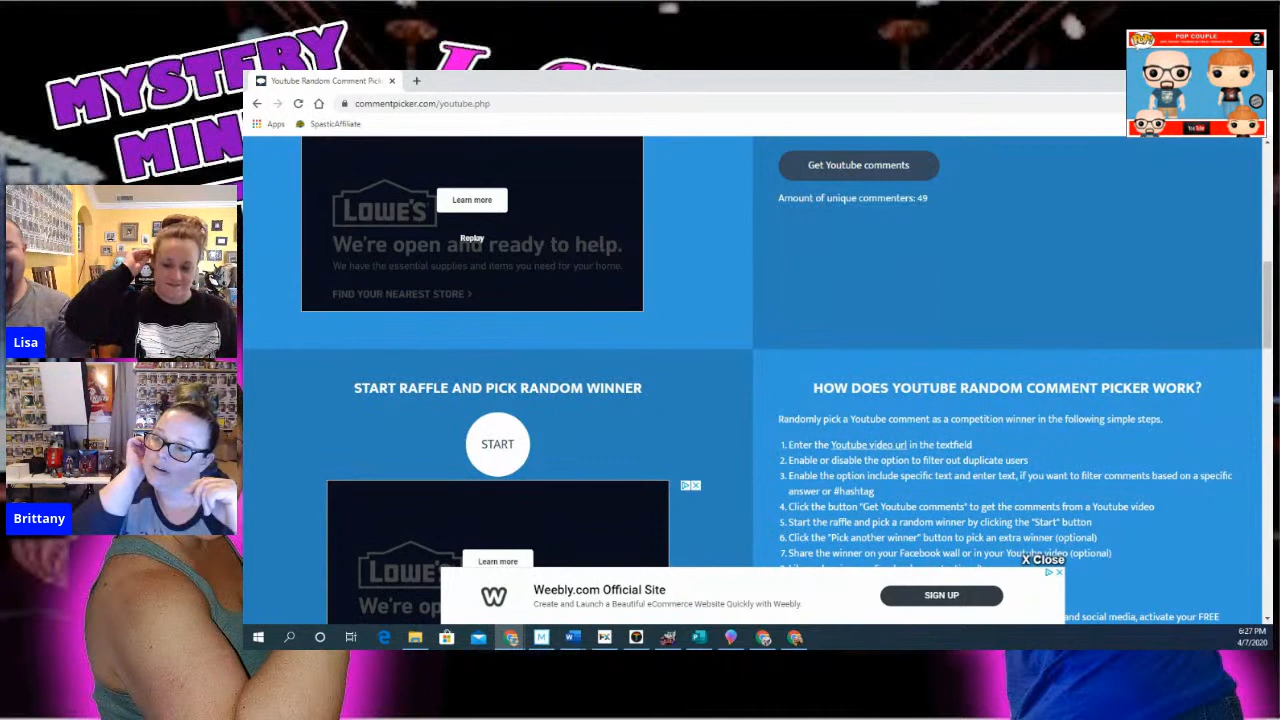 MYSTERY
MIN
POP COUPLE
2
YouTube
Youtube Random Comment Pick
commentpicker.com/youtube.php
Apps
SpasticAffiliate
Get Youtube comments
Amount of unique commenters: 49
LOWE'S
Learn more
Replay
We're open and ready to help.
We have the essential supplies and items you need for your home.
FIND YOUR NEAREST STORE >
Lisa
Brittany
START RAFFLE AND PICK RANDOM WINNER
START
LOWE'S
Learn more
We're op
HOW DOES YOUTUBE RANDOM COMMENT PICKER WORK?
Randomly pick a Youtube comment as a competition winner in the following simple steps.
1. Enter the Youtube video url in the textfield
2. Enable or disable the option to filter out duplicate users
3. Enable the option include specific text and enter text, if you want to filter comments based on a specific
answer or #hashtag
4. Click the button "Get Youtube comments" to get the comments from a Youtube video
5. Start the raffle and pick a random winner by clicking the "Start" button
6. Click the "Pick another winner" button to pick an extra winner (optional)
7. Share the winner on your Facebook wall or in your Youtube video (optional)
X Close
W
Weebly.com Official Site
Create and Launch a Beautiful eCommerce Website Quickly with Weebly.
SIGN UP
and social media, activate your FREE
6:27 PM
4/7/2020